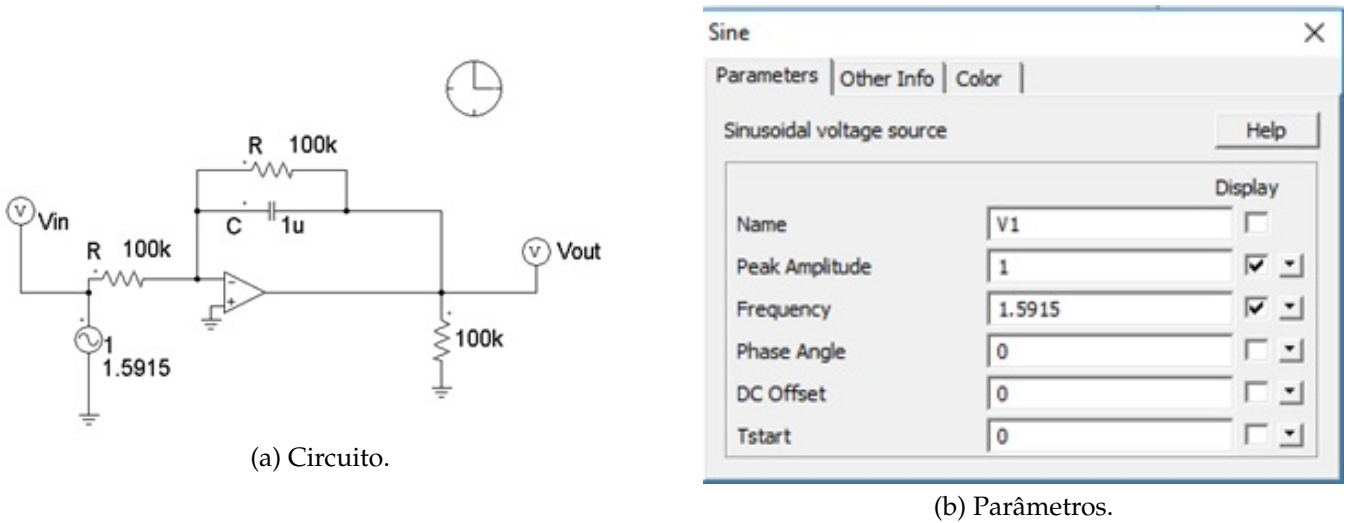 R 100k
C 1u
V Vin
R 100k
-
+
1
1.5915
V Vout
100k
(a) Circuito.
Sine
Parameters Other Info Color
Sinusoidal voltage source Help
Display
Name V1
Peak Amplitude 1
Frequency 1.5915
Phase Angle 0
DC Offset 0
Tstart 0
(b) Parâmetros.